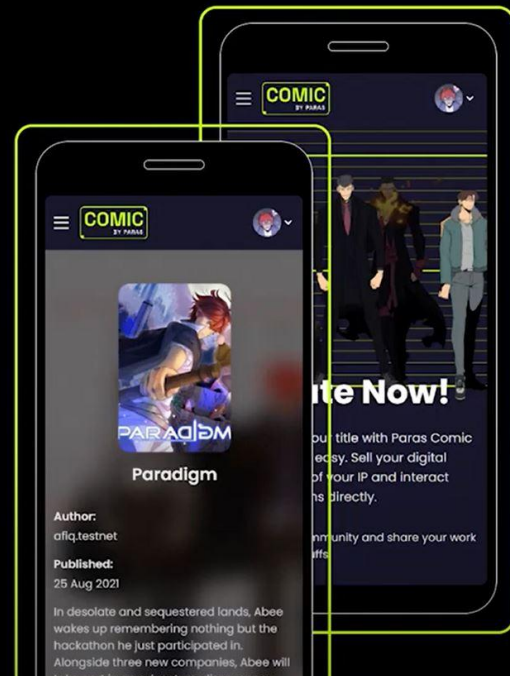 COMIC
BY PARAS
COMIC
BY PARAS
PARADIGM
Paradigm
Author:
afiq.testnet
Published:
25 Aug 2021
In desolate and sequestered lands, Abee
wakes up remembering nothing but the
hackathon he just participated in.
Alongside three new companies, Abee will
te Now!
our title with Paras Comic
easy. Sell your digital
of your IP and interact
directly.
community and share your work